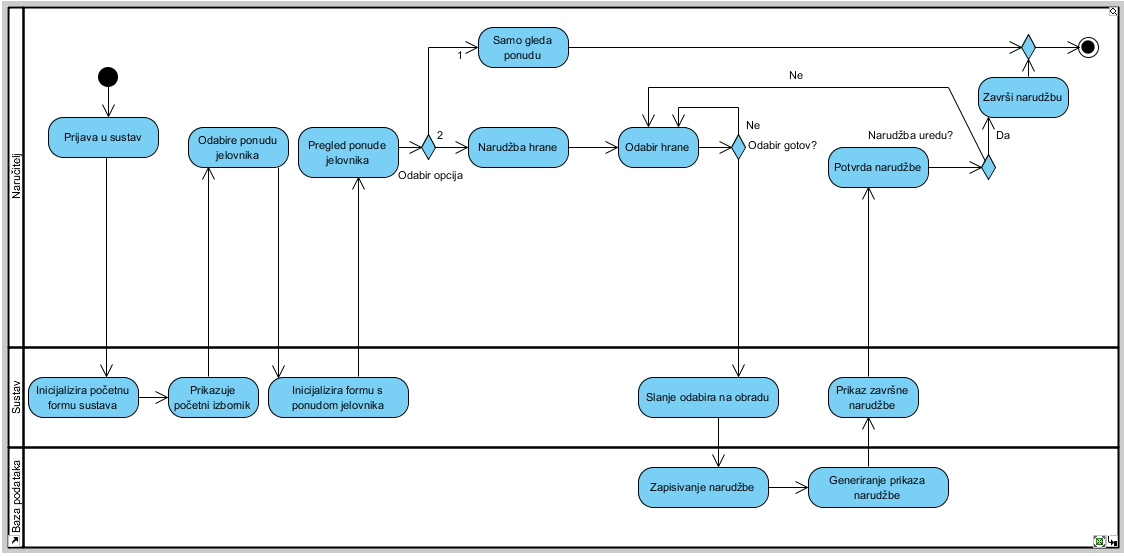 Naručitelj
Prijava u sustav
Odabire ponudu
jelovnika
Pregled ponude
jelovnika
Odabir opcija
1
2
Samo gleda
ponudu
Narudžba hrane
Odabir hrane
Ne
Odabir gotov?
Ne
Narudžba uredu?
Potvrda narudžbe
Da
Završi narudžbu
Sustav
Inicijalizira početnu
formu sustava
Prikazuje
početni izbornik
Inicijalizira formu s
ponudom jelovnika
Slanje odabira na obradu
Prikaz završne
narudžbe
Baza podataka
Zapisivanje narudžbe
Generiranje prikaza
narudžbe